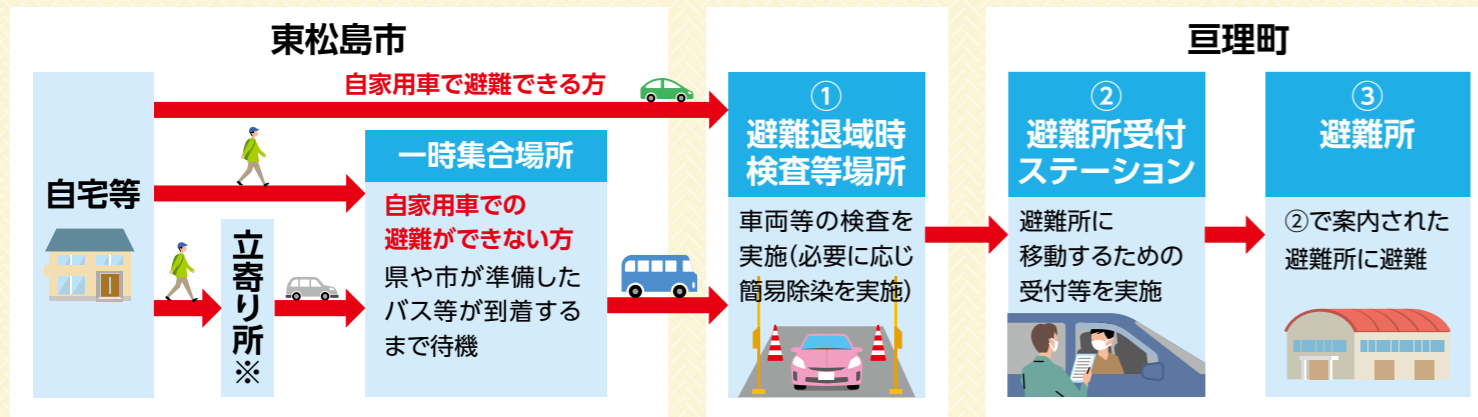 東松島市
亘理町
自宅等
自家用車で避難できる方
立寄り所※
一時集合場所
自家用車での
避難ができない方
県や市が準備した
バス等が到着する
まで待機
①
避難退域時
検査等場所
車両等の検査を
実施(必要に応じ
簡易除染を実施)
②
避難所受付
ステーション
避難所に
移動するための
受付等を実施
③
避難所
②で案内された
避難所に避難